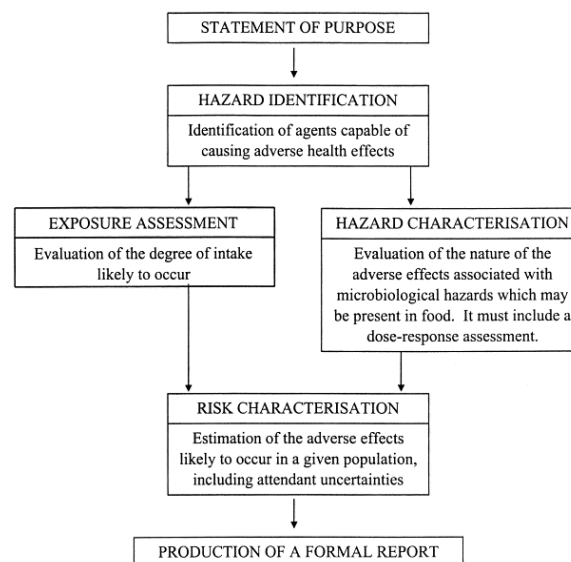 STATEMENT OF PURPOSE
HAZARD IDENTIFICATION
Identification of agents capable of
causing adverse health effects
EXPOSURE ASSESSMENT
Evaluation of the degree of intake
likely to occur
HAZARD CHARACTERISATION
Evaluation of the nature of the
adverse effects associated with
microbiological hazards which may
be present in food. It must include a
dose-response assessment.
RISK CHARACTERISATION
Estimation of the adverse effects
likely to occur in a given population,
including attendant uncertainties
PRODUCTION OF A FORMAL REPORT